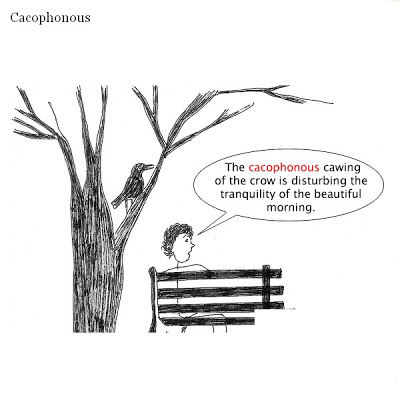 Cacophonous
The cacophonous cawing
of the crow is disturbing the
tranquility of the beautiful
morning.